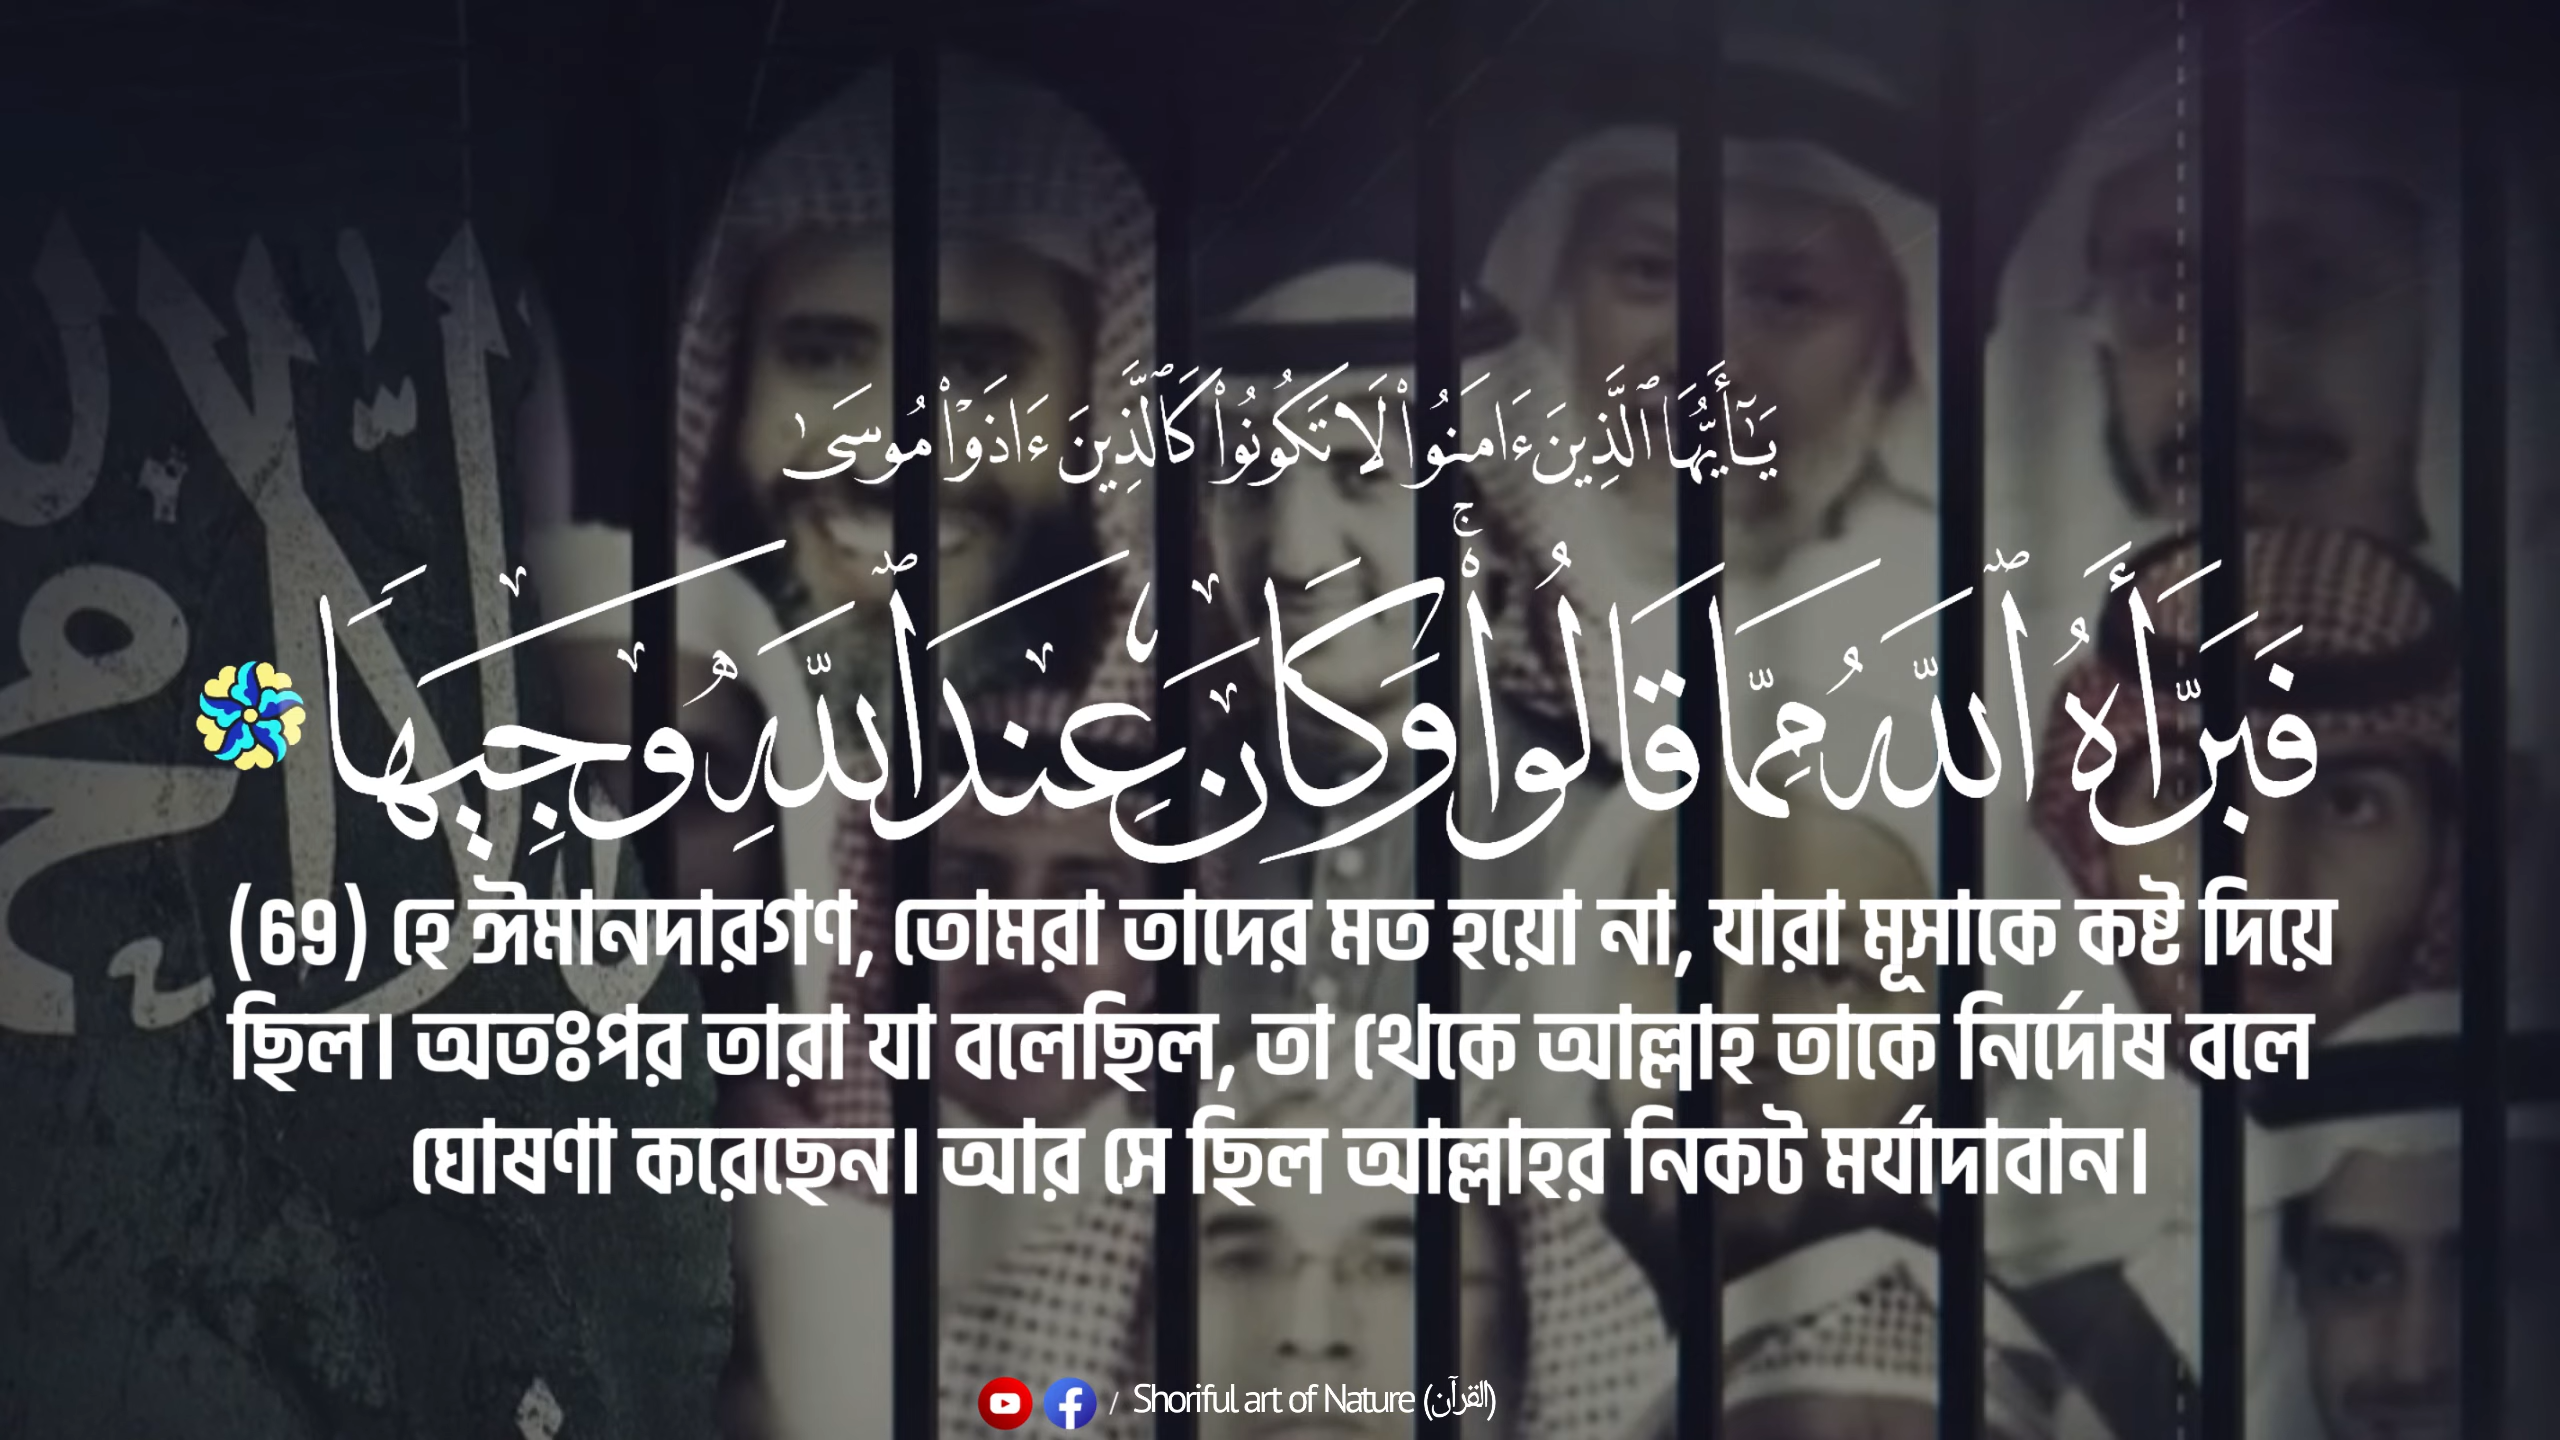 يَـٰٓأَيُّهَا ٱلَّذِينَ ءَامَنُوا۟ لَا تَكُونُوا۟ كَٱلَّذِينَ ءَاذَوْا۟ مُوسَىٰ
فَبَرَّأَهُ ٱللَّهُ مِمَّا قَالُوا۟ ۚ وَكَانَ عِندَ ٱللَّهِ وَجِيهًا
(69) হে ঈমানদারগণ, তোমরা তাদের মত হয়ো না, যারা মূসাকে কষ্ট দিয়ে
ছিল। অতঃপর তারা যা বলেছিল, তা থেকে আল্লাহ তাকে নির্দোষ বলে
ঘোষণা করেছেন। আর সে ছিল আল্লাহর নিকট মর্যাদাবান।
/ Shoriful art of Nature (القرآن)